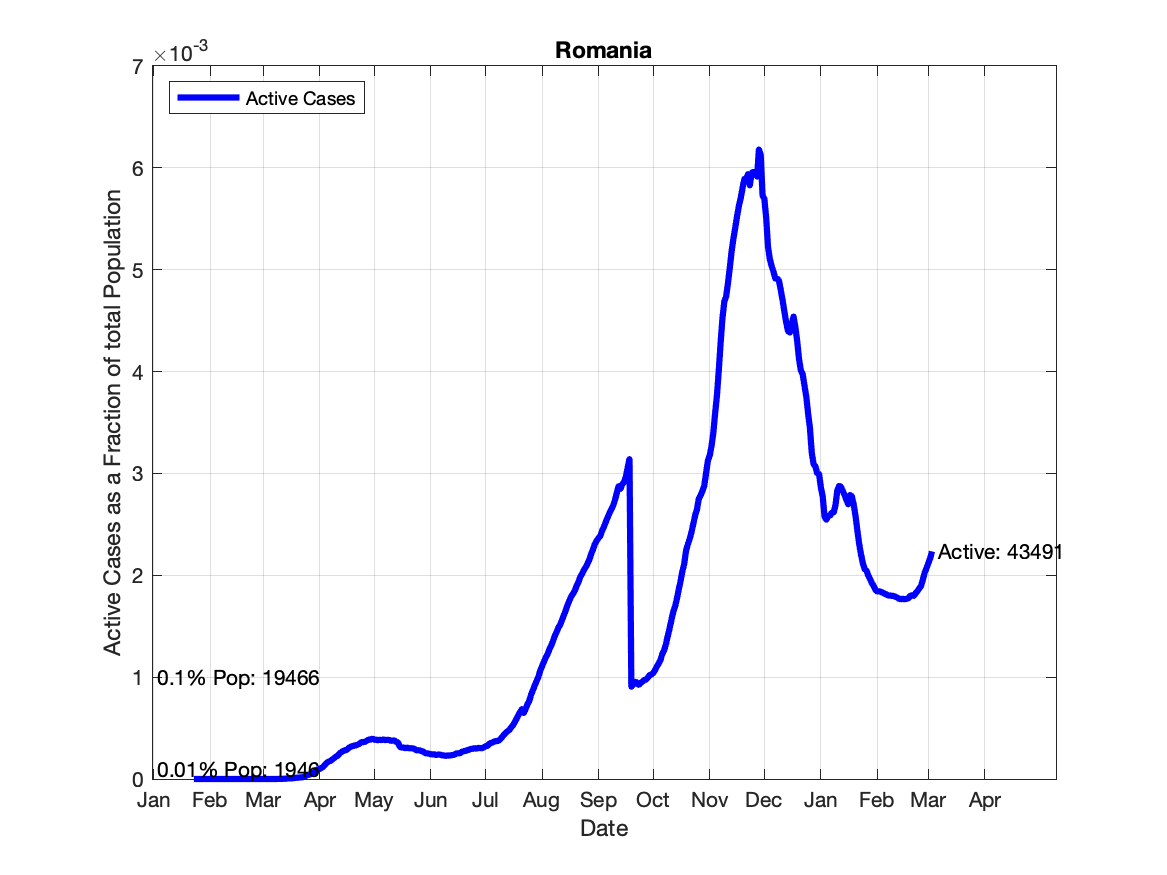 Romania
×10-3
7
Active Cases
6
5
4
3
2
1
0
Active Cases as a Fraction of total Population
Active: 43491
0.1% Pop: 19466
0.01% Pop: 1946
Jan Feb Mar Apr May Jun Jul Aug Sep Oct Nov Dec Jan Feb Mar Apr
Date